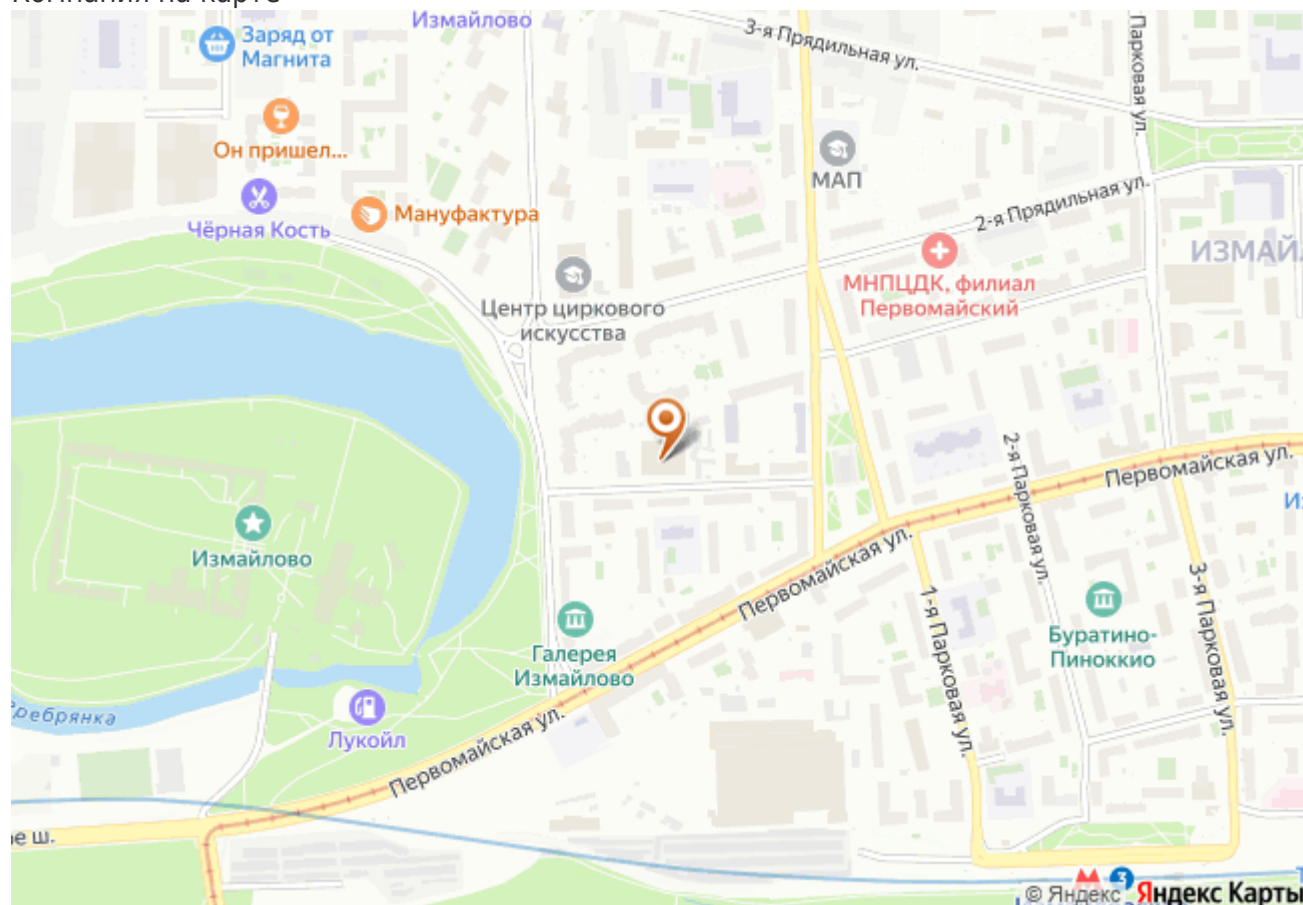 Измайлово
Заряд от
Магнита
3-я Прядильная ул.
Парковая ул.
Он пришел...
МАП
2-я Прядильная ул.
Чёрная Кость
Мануфактура
ИЗМАЙ
МНПЦДК, филиал
Первомайский
Центр циркового
искусства
2-я Парковая ул.
Первомайская ул.
Из
Измайлово
Первомайская ул.
1-я Парковая ул.
3-я Парковая ул.
Буратино-
Пиноккио
Галерея
Измайлово
ребрянка
Лукойл
Первомайская ул.
е ш.
3
© Яндекс Яндекс Карты